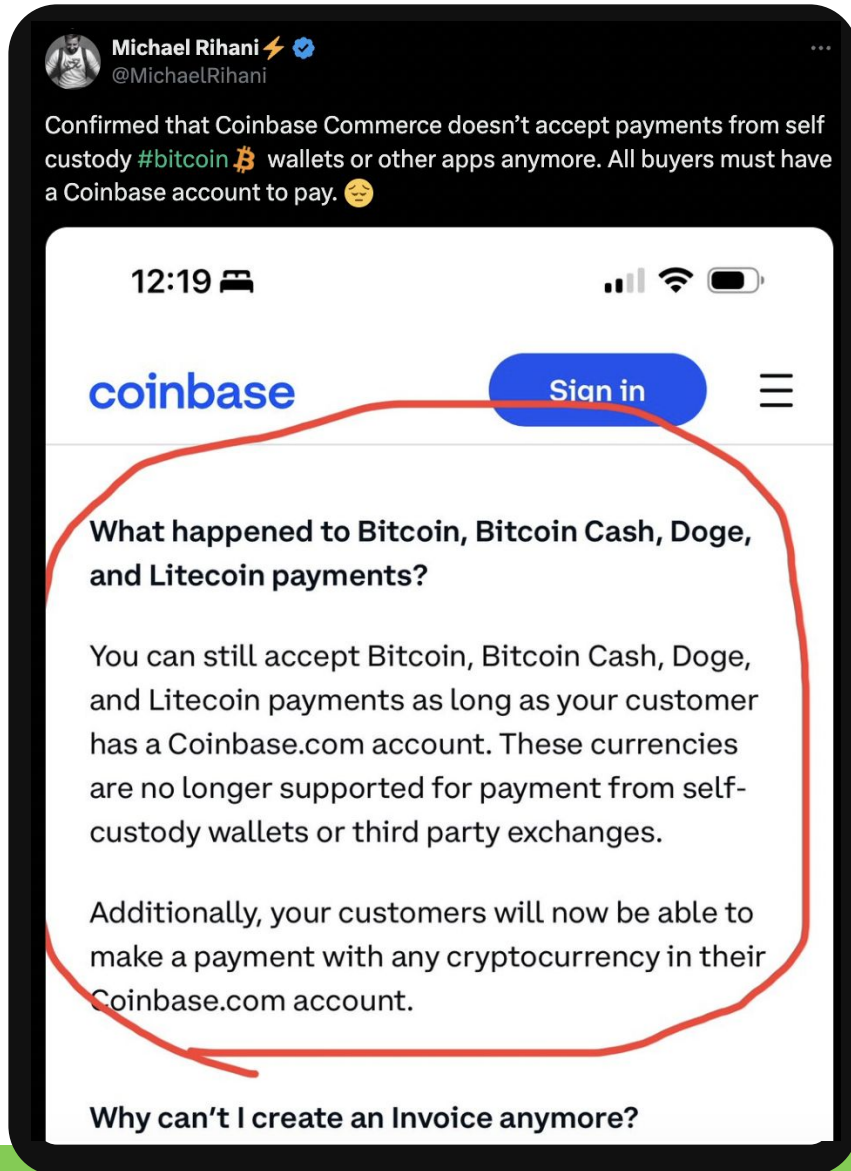 Michael Rihani
@MichaelRihani
Confirmed that Coinbase Commerce doesn’t accept payments from self
custody #bitcoin wallets or other apps anymore. All buyers must have
a Coinbase account to pay.
12:19
coinbase
Sign in
What happened to Bitcoin, Bitcoin Cash, Doge,
and Litecoin payments?
You can still accept Bitcoin, Bitcoin Cash, Doge,
and Litecoin payments as long as your customer
has a Coinbase.com account. These currencies
are no longer supported for payment from self-
custody wallets or third party exchanges.
Additionally, your customers will now be able to
make a payment with any cryptocurrency in their
Coinbase.com account.
Why can’t I create an Invoice anymore?